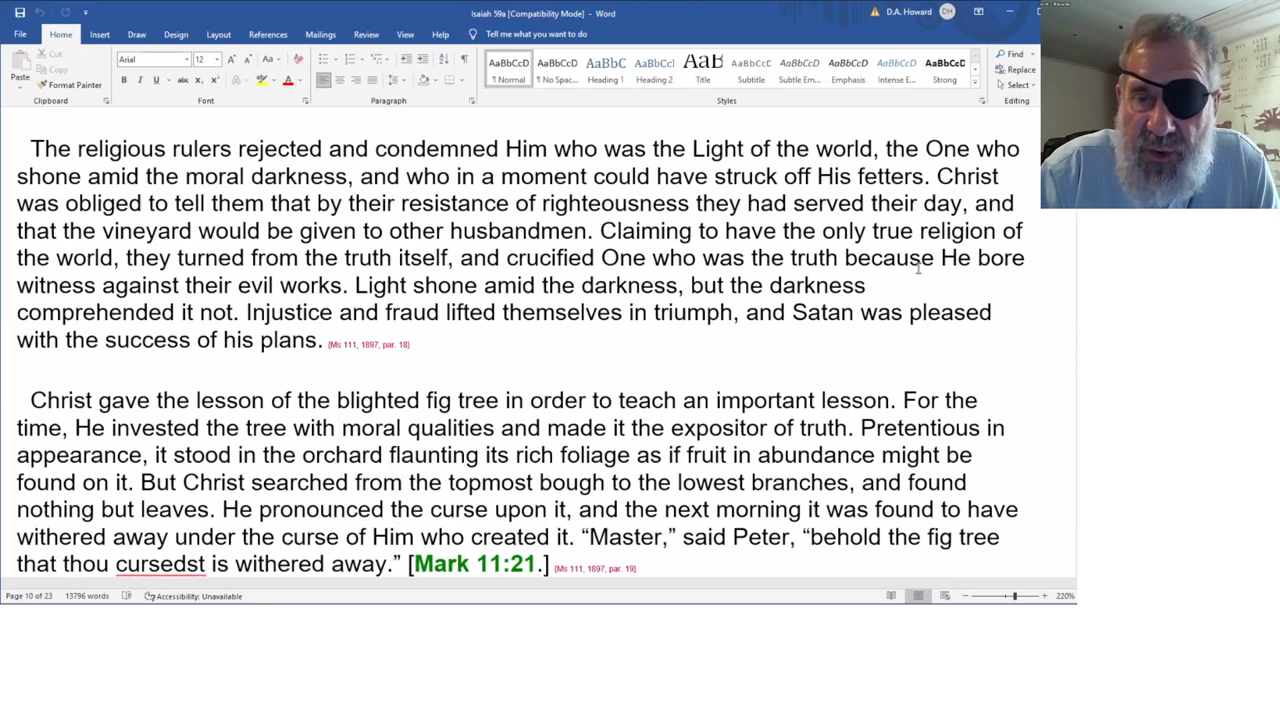 Isaiah 59a [Compatibility Mode] - Word
D.A. Howard
DH
File Home Insert Draw Design Layout References Mailings Review View Help Tell me what you want to do
Paste
Cut
Copy
Format Painter
Clipboard
Arial
12
Font
Paragraph
AaBbCcD AaBbCcD AaBbC AaBbCcl AaB AaBbCcD AaBbCcD AaBbCcD AaBbCcD AaBbCcD
¶ Normal ¶ No Spac... Heading 1 Heading 2 Title Subtitle Subtle Em... Emphasis Intense E... Strong
Styles
Find
Replace
Select
Editing
The religious rulers rejected and condemned Him who was the Light of the world, the One who
shone amid the moral darkness, and who in a moment could have struck off His fetters. Christ
was obliged to tell them that by their resistance of righteousness they had served their day, and
that the vineyard would be given to other husbandmen. Claiming to have the only true religion of
the world, they turned from the truth itself, and crucified One who was the truth because He bore
witness against their evil works. Light shone amid the darkness, but the darkness
comprehended it not. Injustice and fraud lifted themselves in triumph, and Satan was pleased
with the success of his plans. (Ms 111, 1897, par. 18)
Christ gave the lesson of the blighted fig tree in order to teach an important lesson. For the
time, He invested the tree with moral qualities and made it the expositor of truth. Pretentious in
appearance, it stood in the orchard flaunting its rich foliage as if fruit in abundance might be
found on it. But Christ searched from the topmost bough to the lowest branches, and found
nothing but leaves. He pronounced the curse upon it, and the next morning it was found to have
withered away under the curse of Him who created it. “Master,” said Peter, “behold the fig tree
that thou cursedst is withered away.” [Mark 11:21.] (Ms 111, 1897, par. 19)
Page 10 of 23 13796 words Accessibility: Unavailable 220%